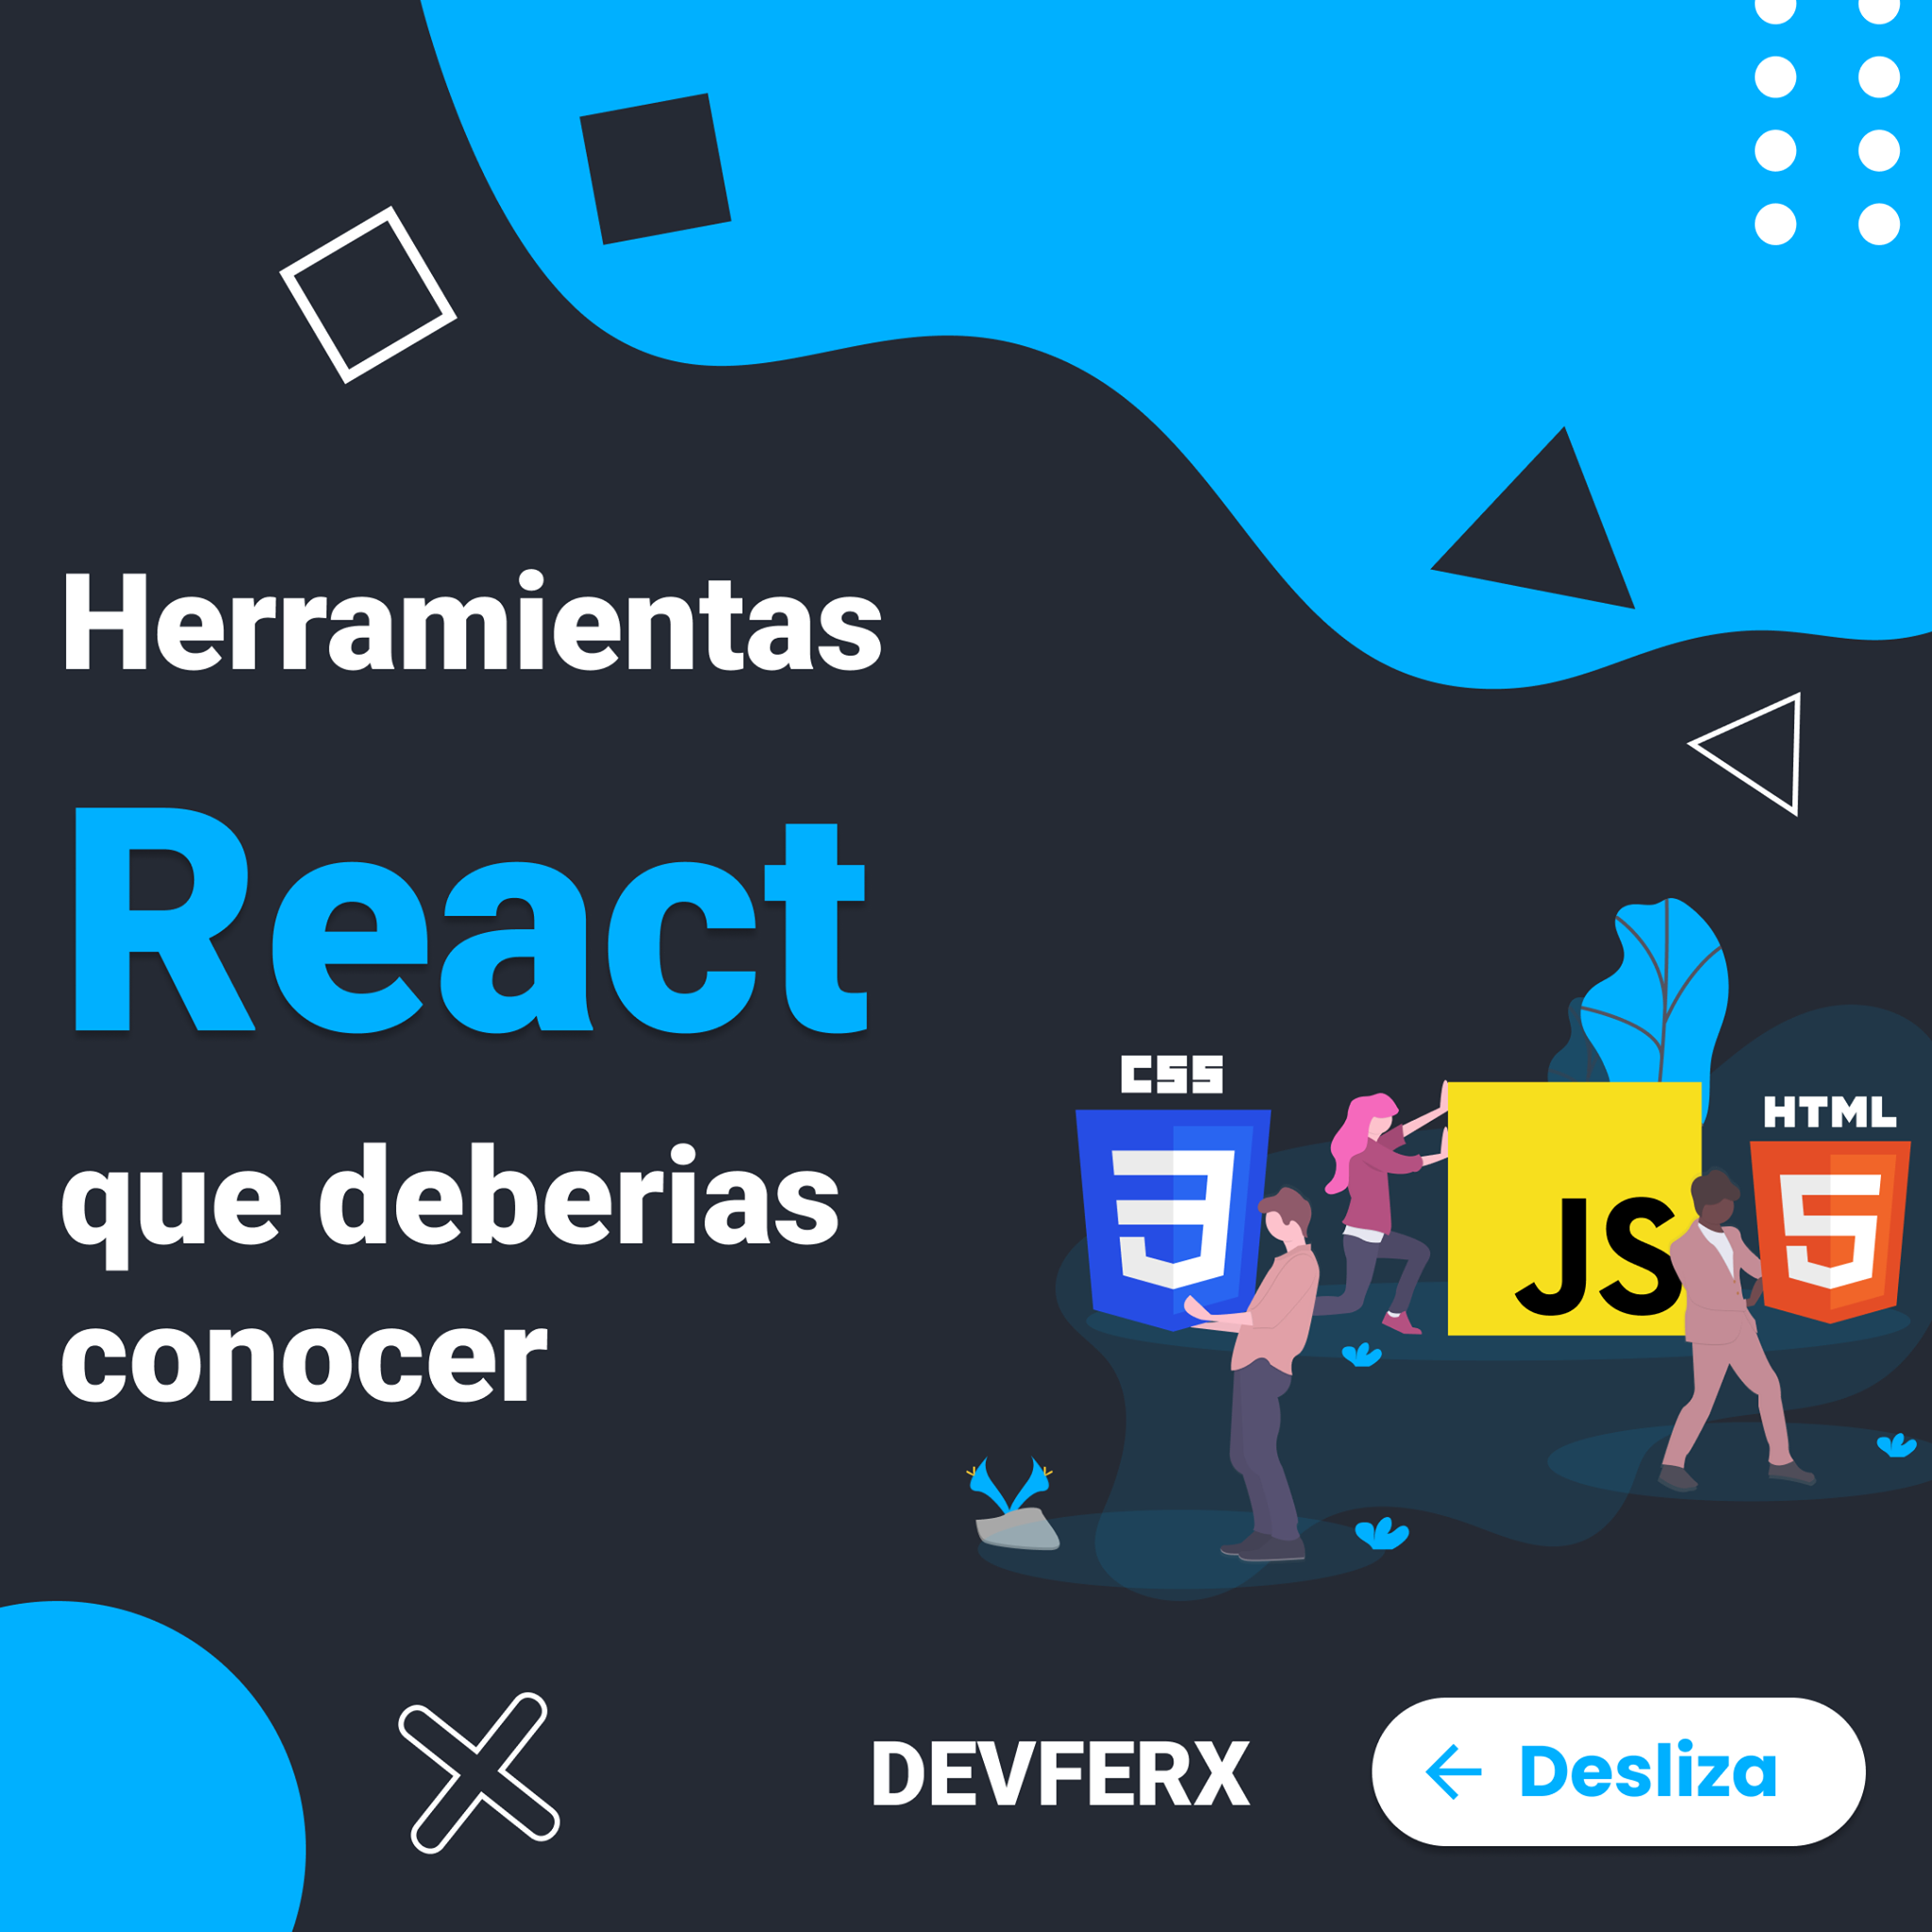 Herramientas
React
que deberias
conocer
CSS
JS
HTML
DEVFERX
Desliza